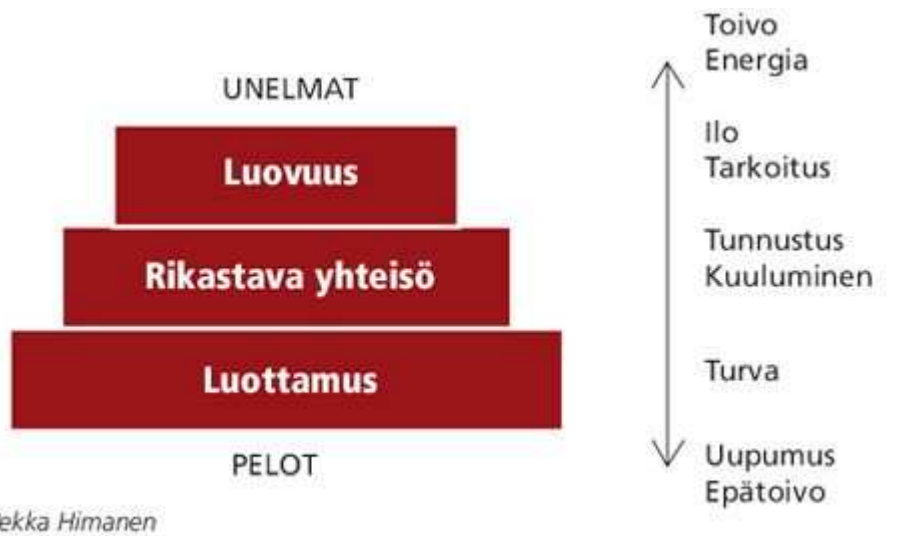 UNELMAT
Luovuus
Rikastava yhteisö
Luottamus
PELOT
Toivo
Energia
Ilo
Tarkoitus
Tunnustus
Kuuluminen
Turva
Uupumus
Epätoivo
ekka Himanen